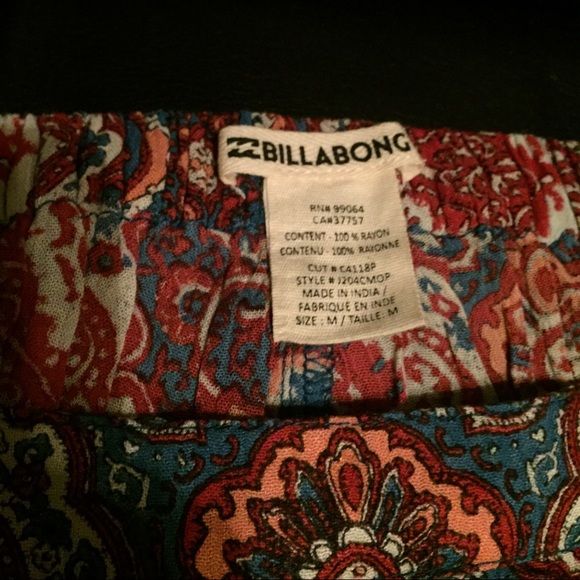 BILLABONG
RN# 99064
CA#37757
CONTENT - 100 % RAYON
CONTENU - 100% RAYONNE
CUT # C4118P
STYLE # J204CMOP
MADE IN INDIA /
FABRIQUE EN INDE
SIZE : M / TAILLE: M